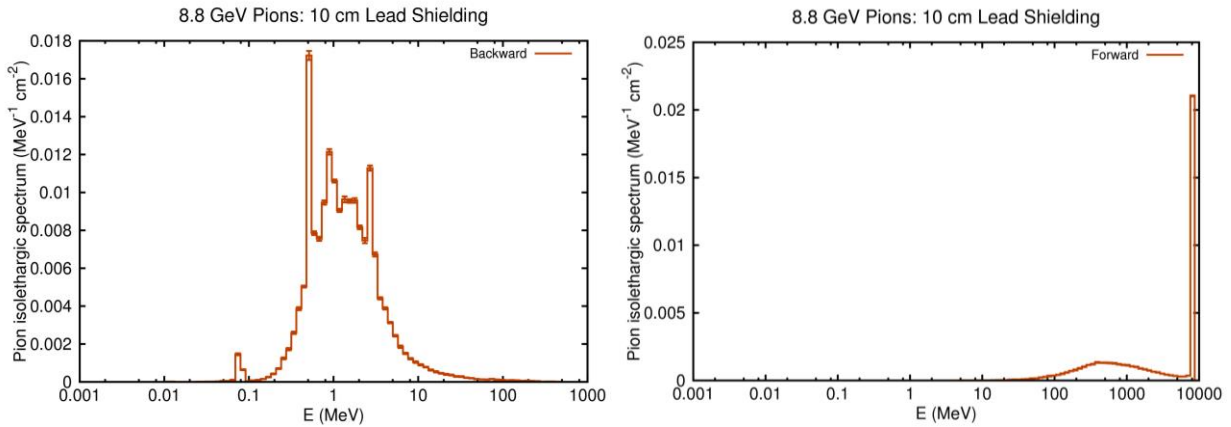 8.8 GeV Pions: 10 cm Lead Shielding
Pion isolethargic spectrum (MeV⁻¹ cm⁻²)
0.018
0.016
0.014
0.012
0.01
0.008
0.006
0.004
0.002
0
Backward
0.001 0.01 0.1 1 10 100 1000
E (MeV)
8.8 GeV Pions: 10 cm Lead Shielding
Pion isolethargic spectrum (MeV⁻¹ cm⁻²)
0.025
0.02
0.015
0.01
0.005
0
Forward
0.001 0.01 0.1 1 10 100 1000 10000
E (MeV)